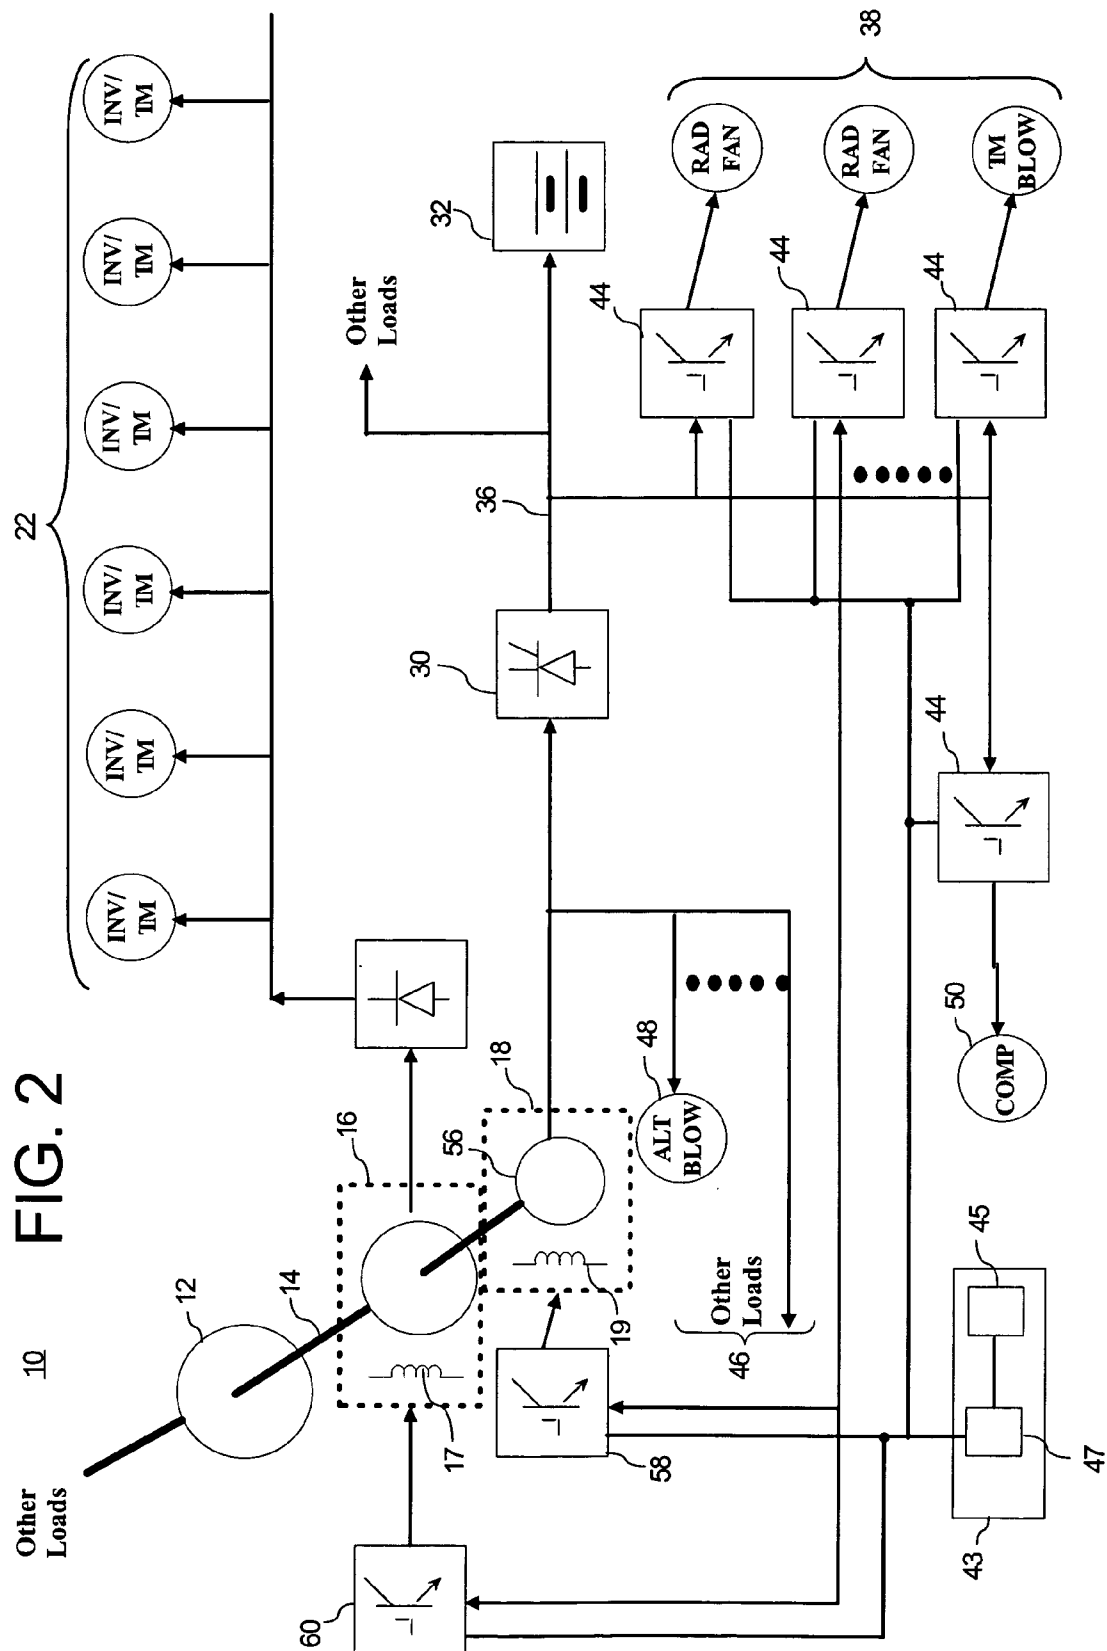 FIG. 2
10
Other
Loads
12
14
16
17
18
19
56
58
60
22
INV/
TM
INV/
TM
INV/
TM
INV/
TM
INV/
TM
INV/
TM
30
36
32
Other
Loads
44
44
44
44
RAD
FAN
RAD
FAN
TM
BLOW
38
48
ALT
BLOW
Other
Loads
46
50
COMP
43
45
47